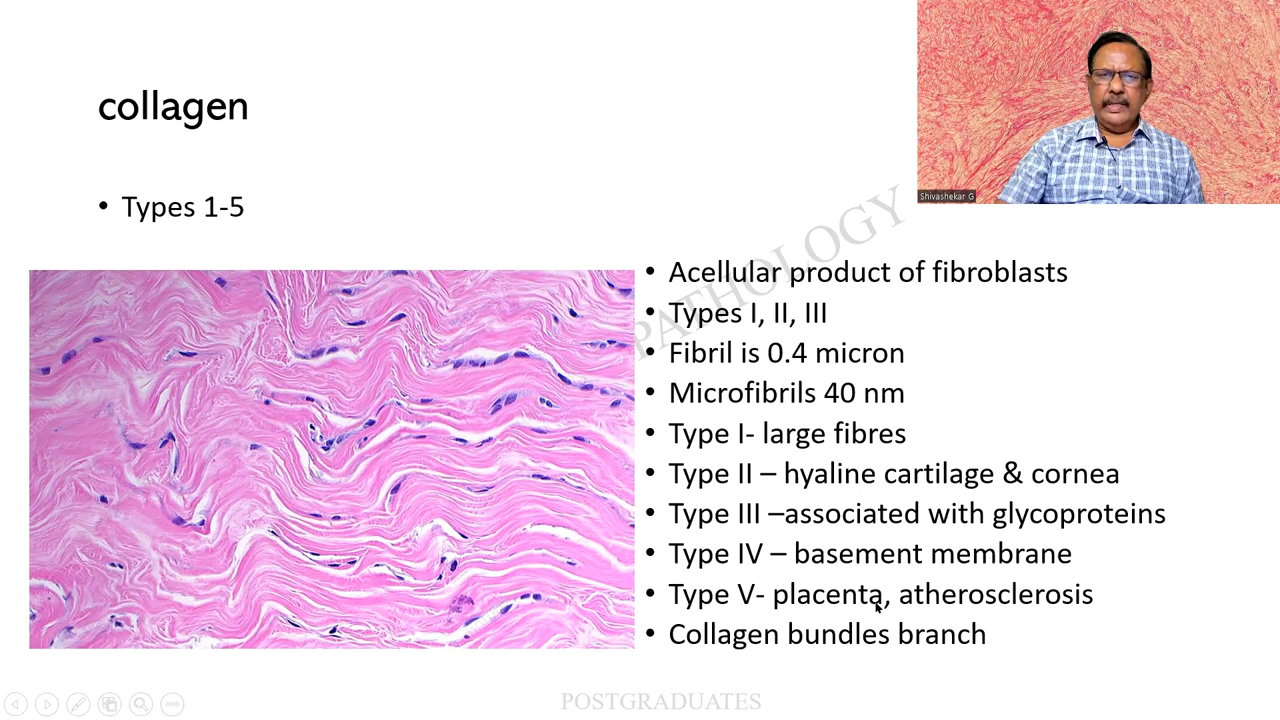 collagen
• Types 1-5
Shivashekar G
PATHOLOGY
• Acellular product of fibroblasts
• Types I, II, III
• Fibril is 0.4 micron
• Microfibrils 40 nm
• Type I- large fibres
• Type II – hyaline cartilage & cornea
• Type III –associated with glycoproteins
• Type IV – basement membrane
• Type V- placenta, atherosclerosis
• Collagen bundles branch
POSTGRADUATES